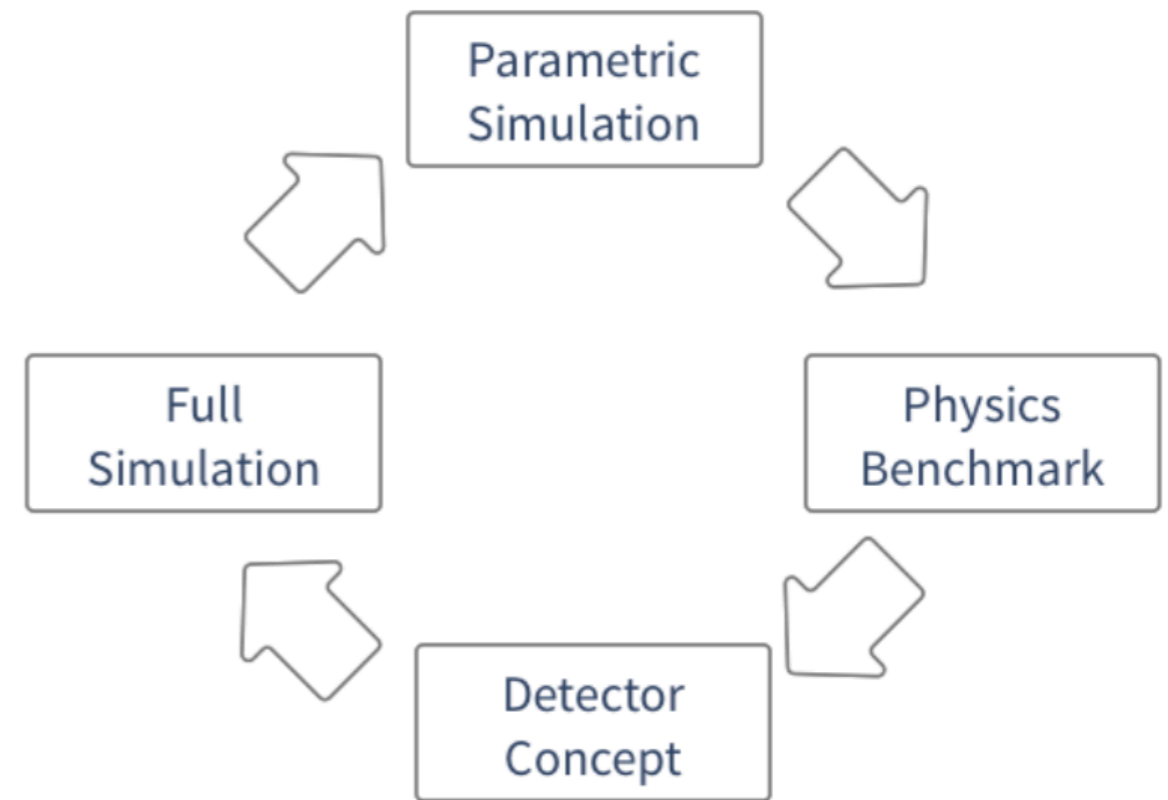 Parametric
Simulation
Full
Simulation
Physics
Benchmark
Detector
Concept